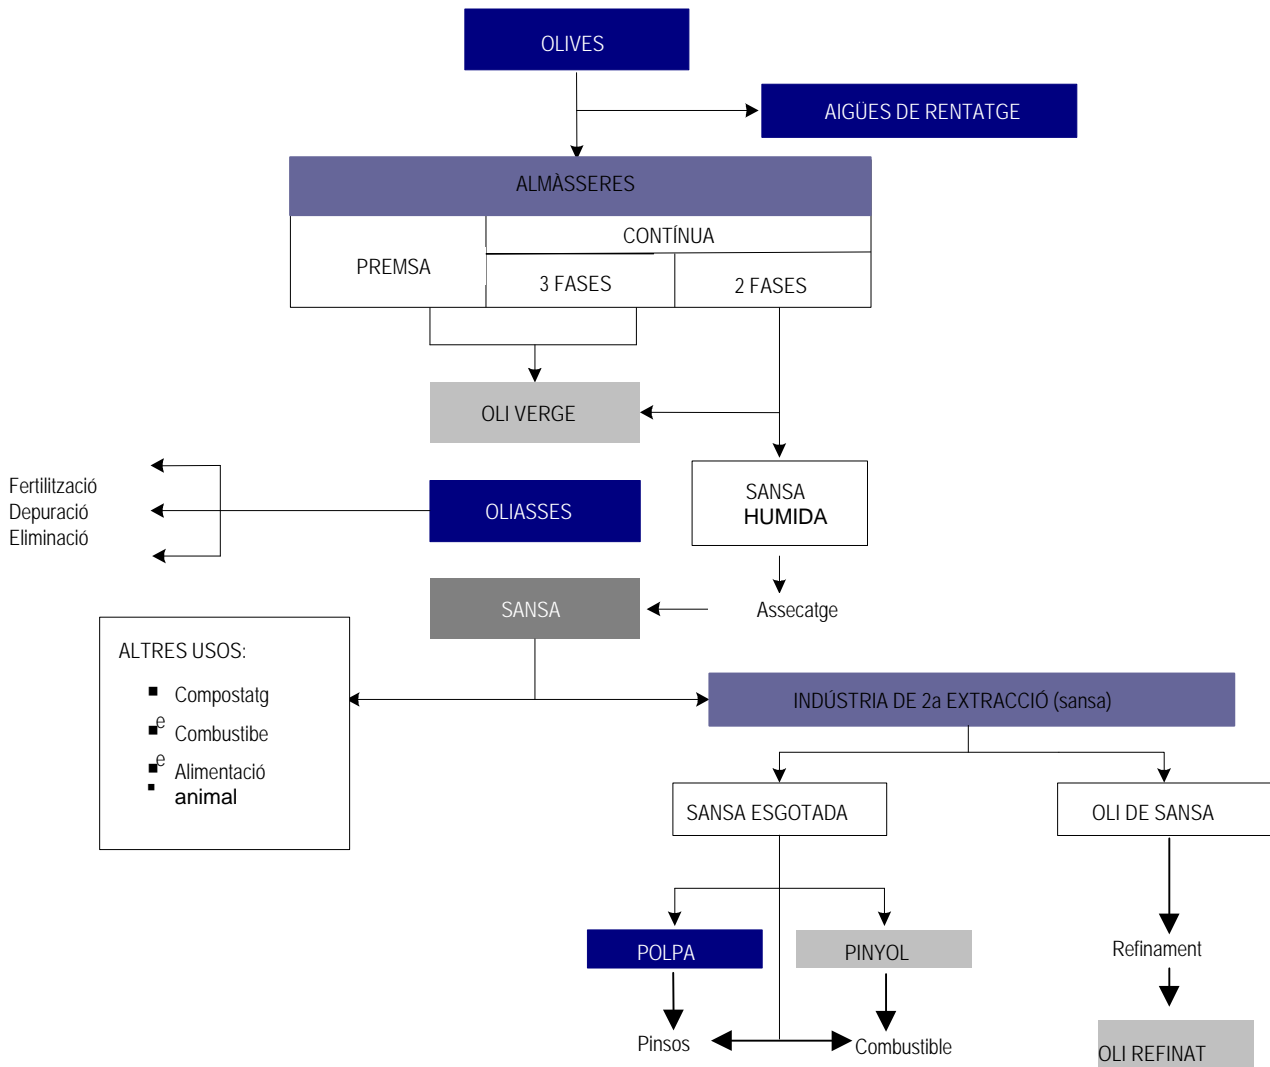 OLIVES
AIGÜES DE RENTATGE
ALMÀSSERES
CONTÍNUA
PREMSA
3 FASES
2 FASES
OLI VERGE
Fertilització
Depuració
Eliminació
OLIASSES
SANSA
HUMIDA
SANSA
Assecatge
ALTRES USOS:
▪ Compostatg
e
▪ Combustibe
e
▪ Alimentació
▪ animal
INDÚSTRIA DE 2a EXTRACCIÓ (sansa)
SANSA ESGOTADA
OLI DE SANSA
POLPA
PINYOL
Refinament
Pinsos
Combustible
OLI REFINAT